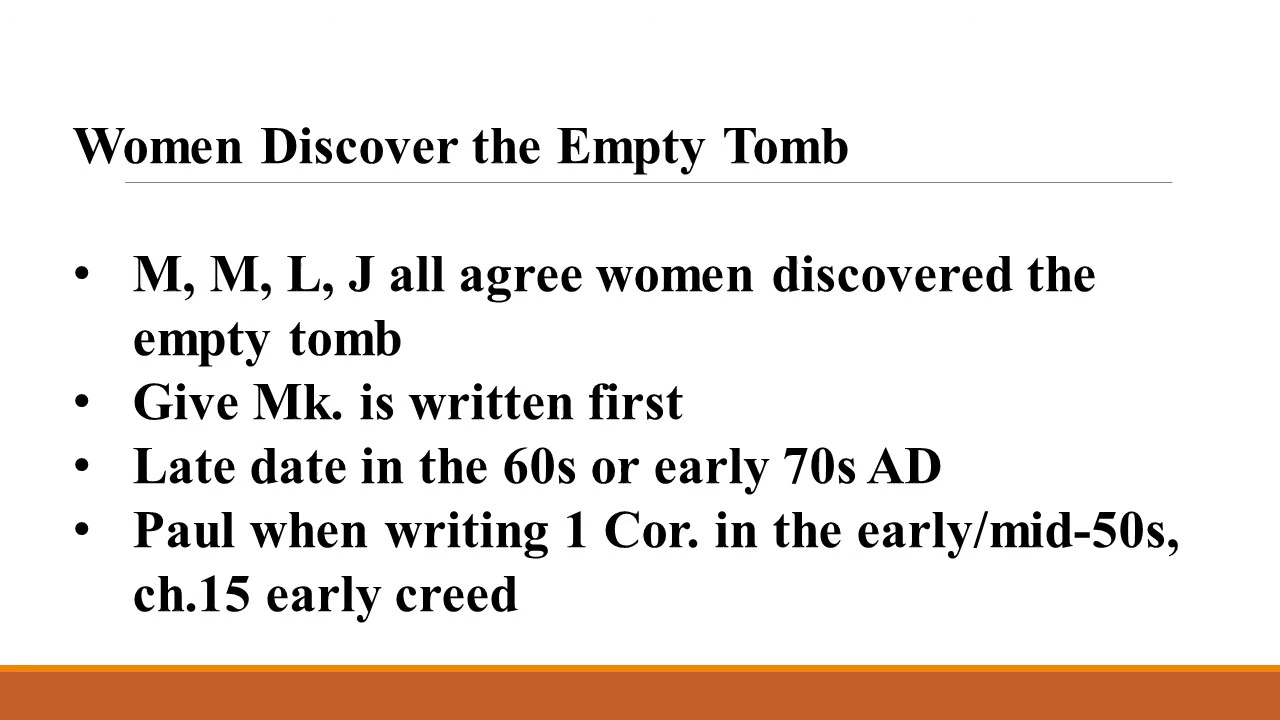 Women Discover the Empty Tomb
• M, M, L, J all agree women discovered the
empty tomb
• Give Mk. is written first
• Late date in the 60s or early 70s AD
• Paul when writing 1 Cor. in the early/mid-50s,
ch.15 early creed